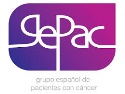 gepac
grupo español de
pacientes con cáncer